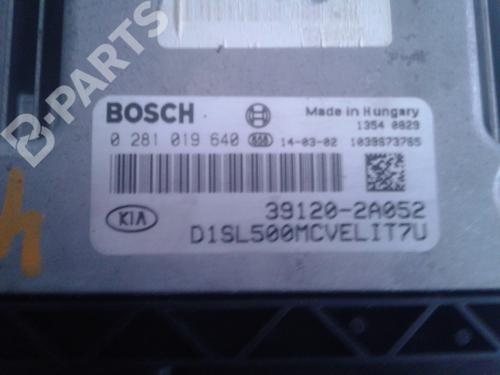 B-PARTS
BOSCH
Made in Hungary
1354 0829
0 281 019 640
14-03-02
1039S73765
KIA
39120-2A052
D1SL500MCVELIT7U